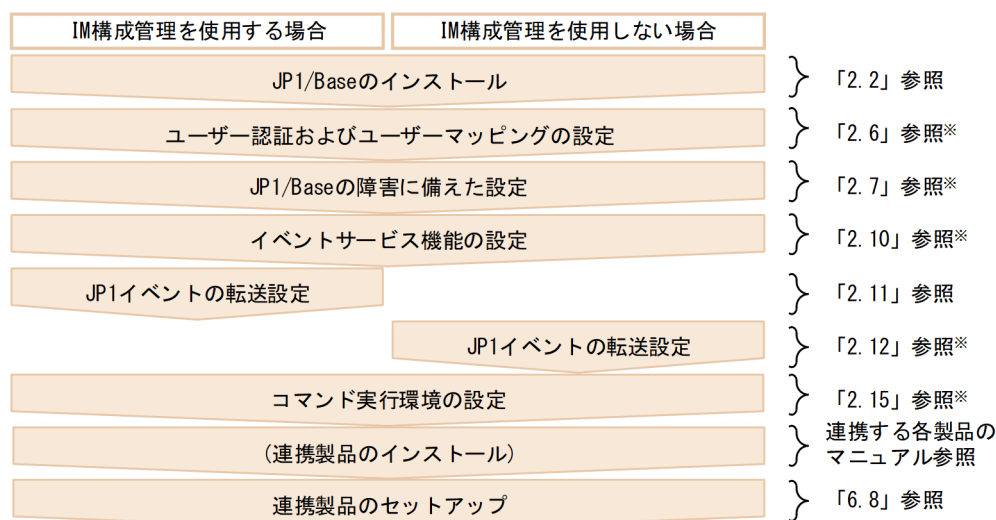 IM構成管理を使用する場合
IM構成管理を使用しない場合
JP1/Baseのインストール
「2.2」参照
ユーザー認証およびユーザーマッピングの設定
「2.6」参照※
JP1/Baseの障害に備えた設定
「2.7」参照※
イベントサービス機能の設定
「2.10」参照※
JP1イベントの転送設定
「2.11」参照
JP1イベントの転送設定
「2.12」参照※
コマンド実行環境の設定
「2.15」参照※
(連携製品のインストール)
連携する各製品の
マニュアル参照
連携製品のセットアップ
「6.8」参照